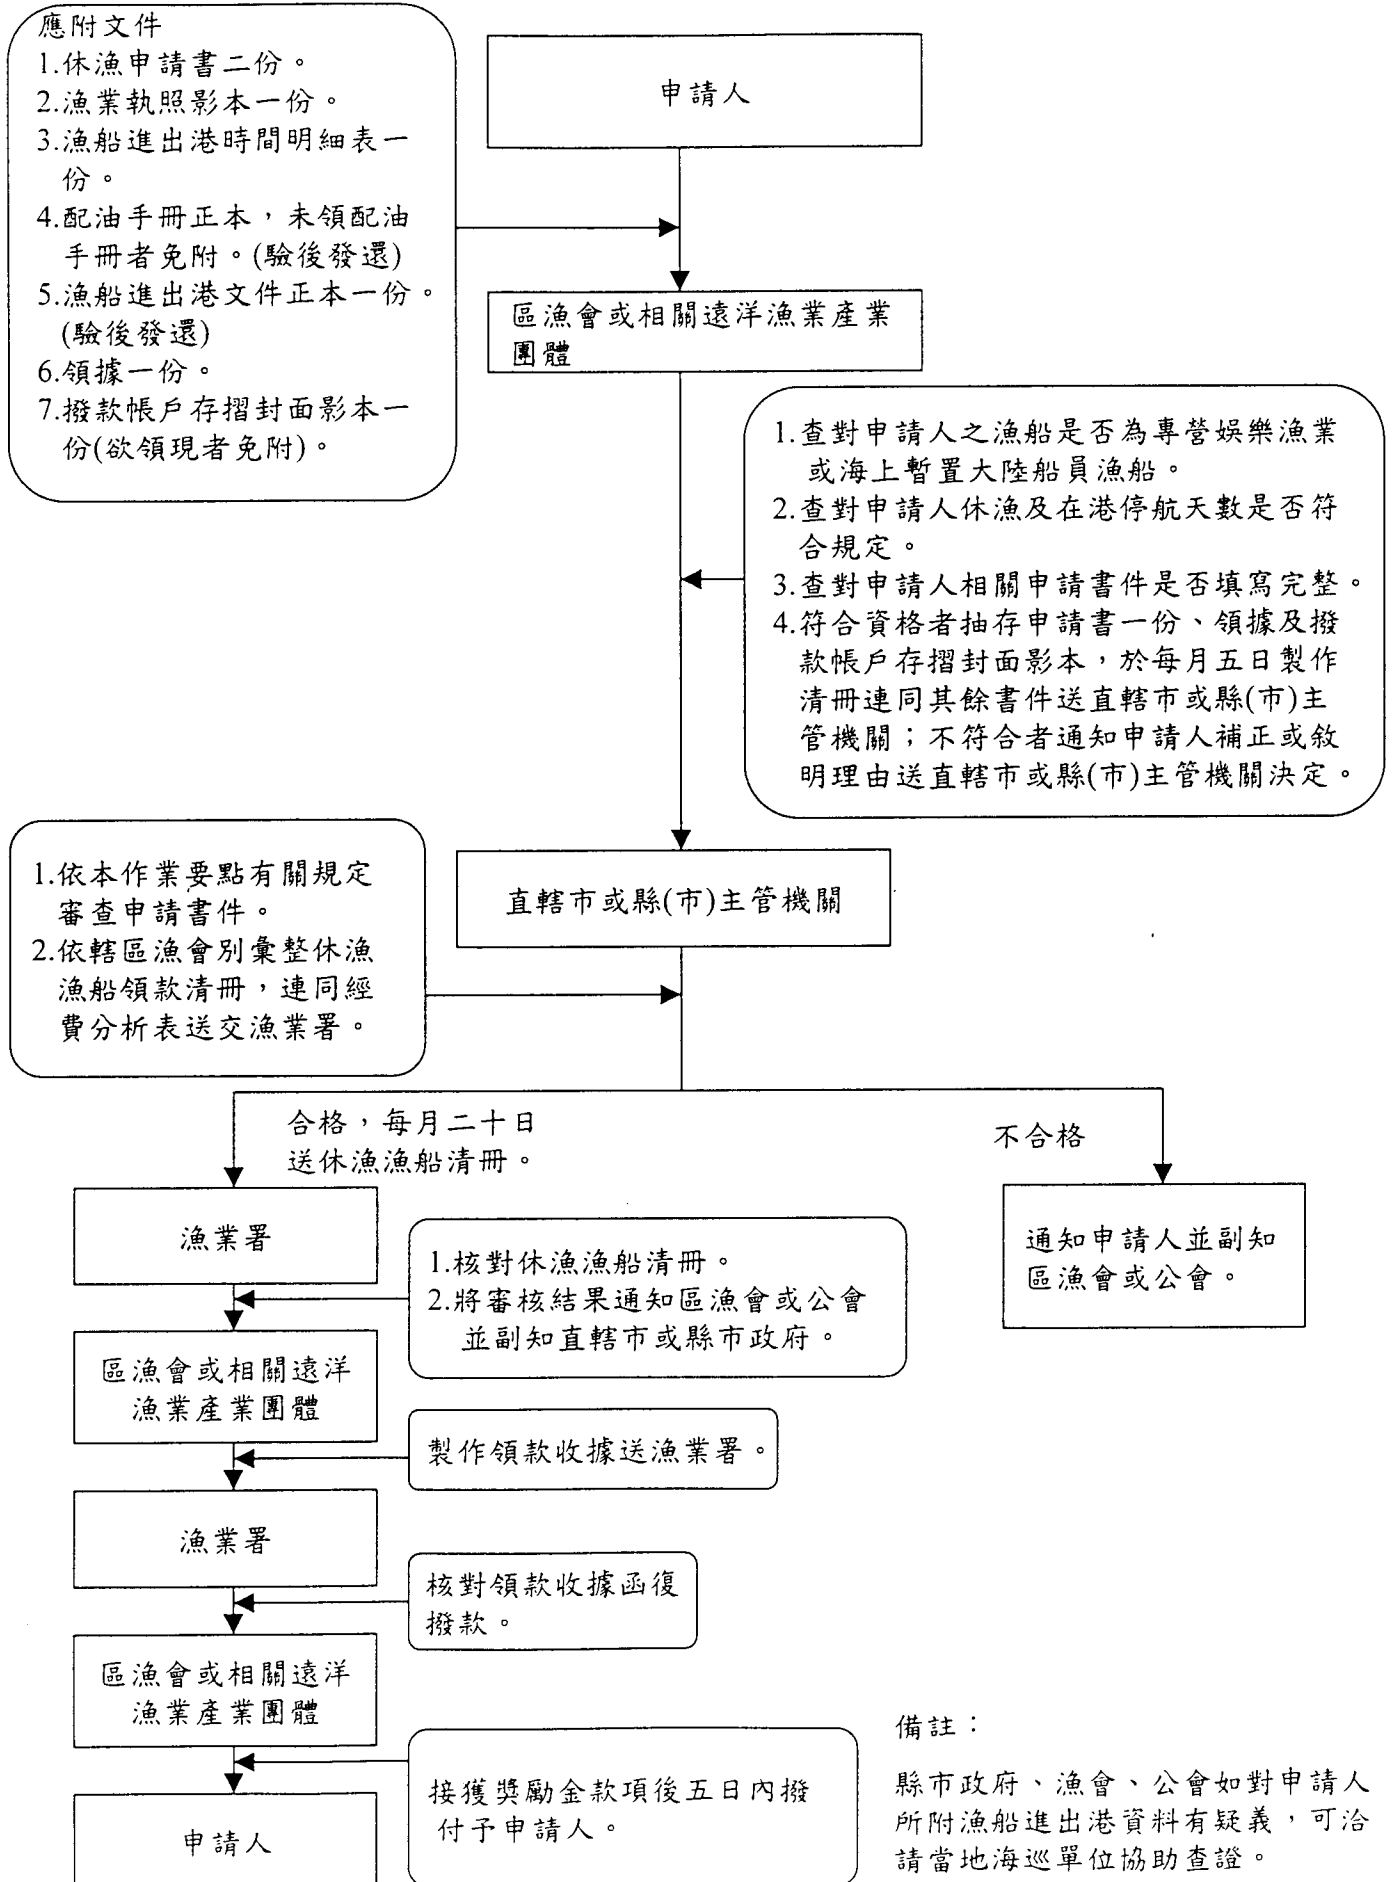 應附文件
1.休漁申請書二份。
2.漁業執照影本一份。
3.漁船進出港時間明細表一
份。
4.配油手冊正本，未領配油
手冊者免附。(驗後發還)
5.漁船進出港文件正本一份。
(驗後發還)
6.領據一份。
7.撥款帳戶存摺封面影本一
份(欲領現者免附)。
申請人
區漁會或相關遠洋漁業產業
團體
1.查對申請人之漁船是否為專營娛樂漁業
或海上暫置大陸船員漁船。
2.查對申請人休漁及在港停航天數是否符
合規定。
3.查對申請人相關申請書件是否填寫完整。
4.符合資格者抽存申請書一份、領據及撥
款帳戶存摺封面影本，於每月五日製作
清冊連同其餘書件送直轄市或縣(市)主
管機關；不符合者通知申請人補正或敘
明理由送直轄市或縣(市)主管機關決定。
直轄市或縣(市)主管機關
1.依本作業要點有關規定
審查申請書件。
2.依轄區漁會別彙整休漁
漁船領款清冊，連同經
費分析表送交漁業署。
合格，每月二十日
送休漁漁船清冊。
不合格
漁業署
通知申請人並副知
區漁會或公會。
1.核對休漁漁船清冊。
2.將審核結果通知區漁會或公會
並副知直轄市或縣市政府。
區漁會或相關遠洋
漁業產業團體
製作領款收據送漁業署。
漁業署
核對領款收據函復
撥款。
區漁會或相關遠洋
漁業產業團體
接獲獎勵金款項後五日內撥
付予申請人。
申請人
備註：
縣市政府、漁會、公會如對申請人
所附漁船進出港資料有疑義，可洽
請當地海巡單位協助查證。